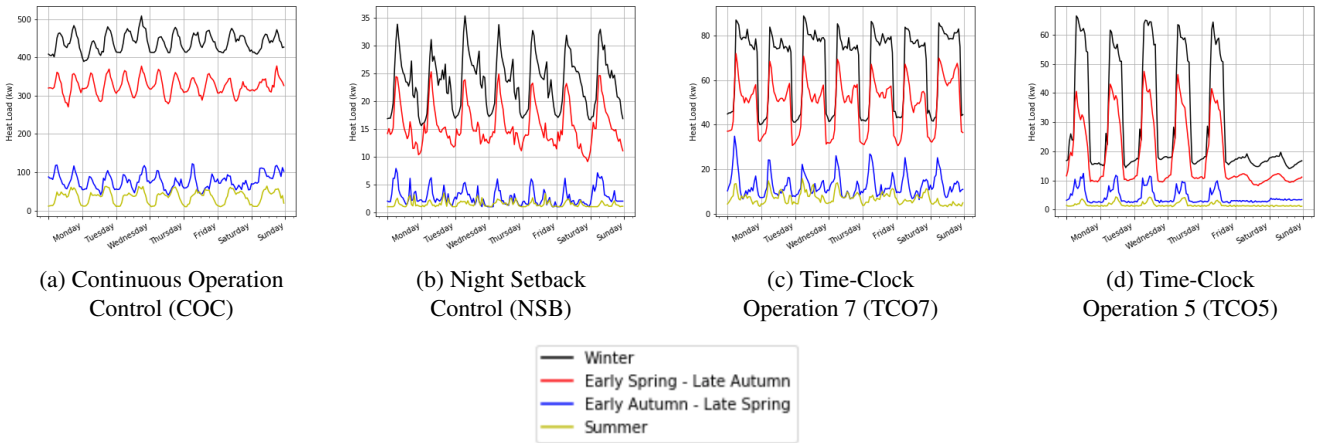 500
400
300
200
100
0
Heat Load (kw)
Monday
Tuesday
Wednesday
Thursday
Friday
Saturday
Sunday
(a) Continuous Operation
Control (COC)
35
30
25
20
15
10
5
0
Heat Load (kw)
Monday
Tuesday
Wednesday
Thursday
Friday
Saturday
Sunday
(b) Night Setback
Control (NSB)
80
60
40
20
0
Heat Load (kw)
Monday
Tuesday
Wednesday
Thursday
Friday
Saturday
Sunday
(c) Time-Clock
Operation 7 (TCO7)
60
50
40
30
20
10
0
Heat Load (kw)
Monday
Tuesday
Wednesday
Thursday
Friday
Saturday
Sunday
(d) Time-Clock
Operation 5 (TCO5)
Winter
Early Spring - Late Autumn
Early Autumn - Late Spring
Summer